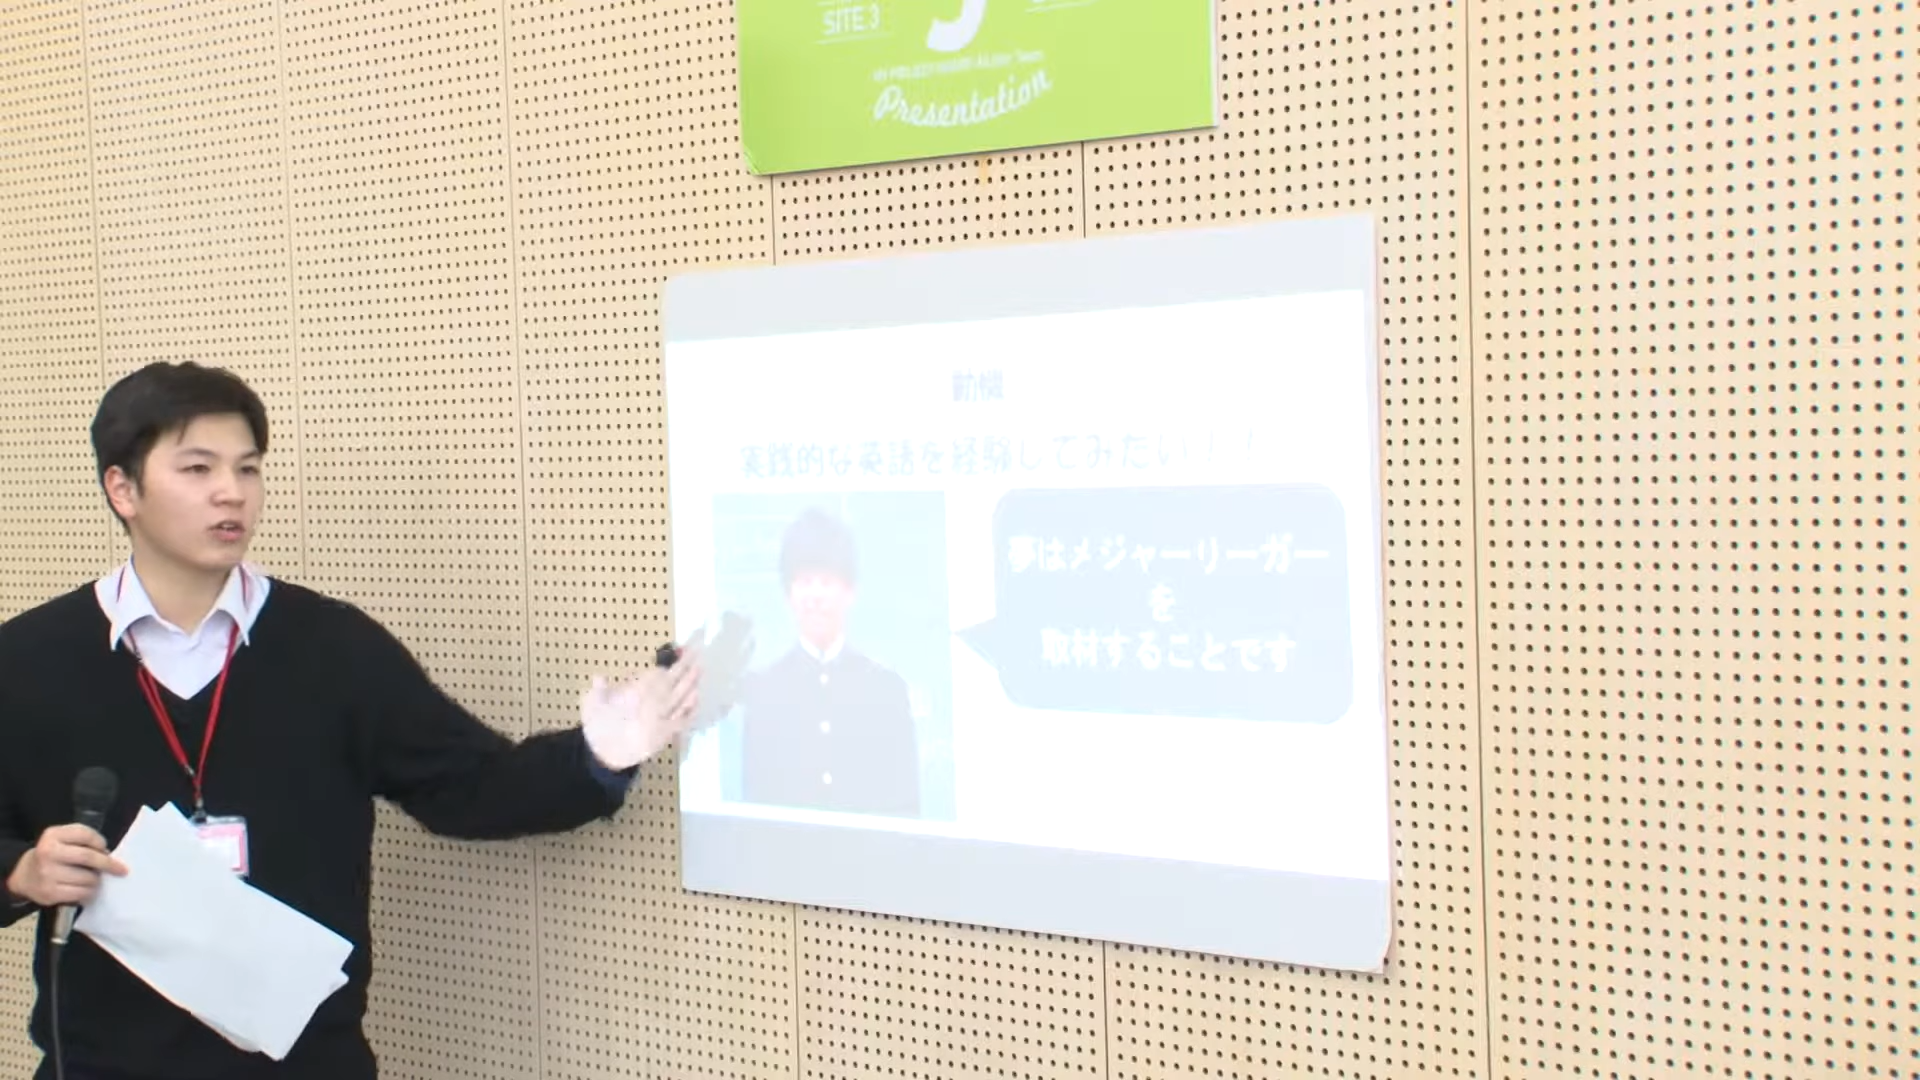 SITE 3
Presentation
動機
実践的な英語を経験してみたい！！
夢はメジャーリーガー
を
取材することです